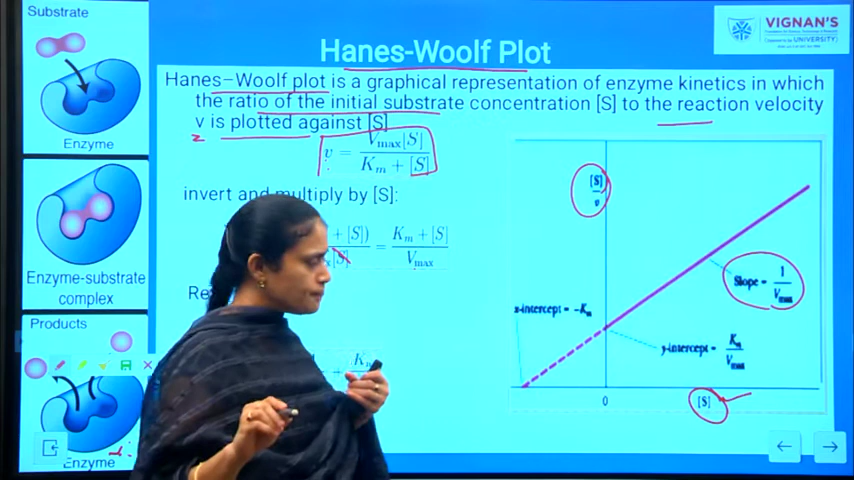 Substrate
VIGNAN'S
UNIVERSITY
Hanes-Woolf Plot
Hanes–Woolf plot is a graphical representation of enzyme kinetics in which
the ratio of the initial substrate concentration [S] to the reaction velocity
v is plotted against [S]
Enzyme
v = Vmax[S] / Km + [S]
invert and multiply by [S]:
+ [S]) [S] = Km + [S] / Vmax
Enzyme-substrate
complex
Re
Products
Enzyme
[S] / v
Slope = 1 / Vmax
x-intercept = -Km
y-intercept = Km / Vmax
0
[S]